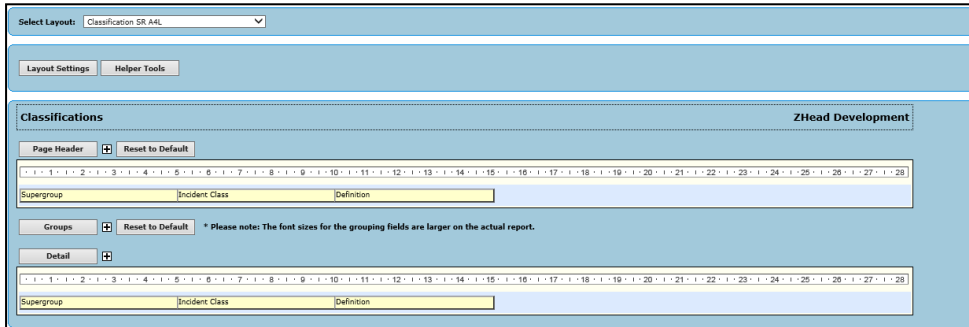 Select Layout: Classification SR A4L
Layout Settings Helper Tools
Classifications ZHead Development
Page Header Reset to Default
1 2 3 4 5 6 7 8 9 10 11 12 13 14 15 16 17 18 19 20 21 22 23 24 25 26 27 28
Supergroup Incident Class Definition
Groups Reset to Default * Please note: The font sizes for the grouping fields are larger on the actual report.
Detail
1 2 3 4 5 6 7 8 9 10 11 12 13 14 15 16 17 18 19 20 21 22 23 24 25 26 27 28
Supergroup Incident Class Definition